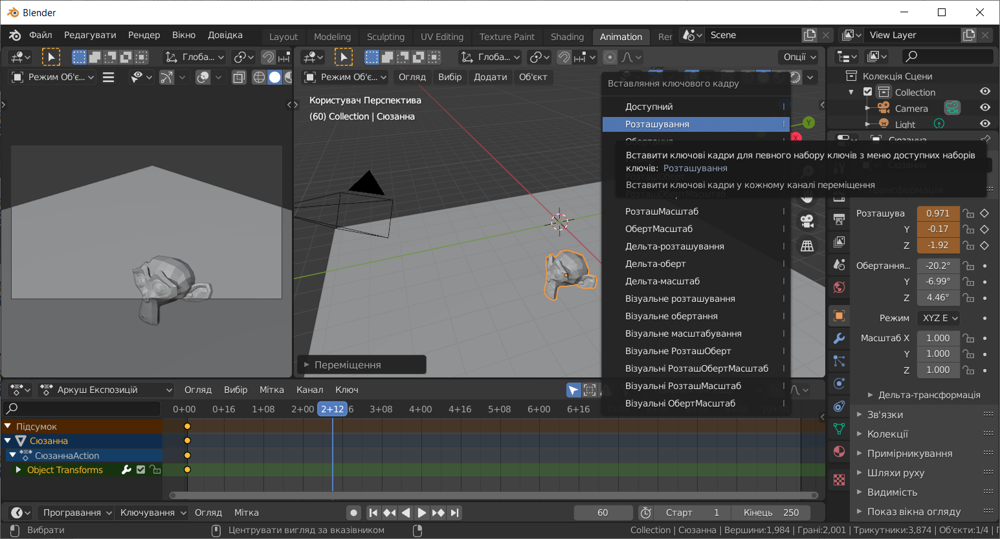 Blender
Файл Редагувати Рендер Вікно Довідка Layout Modeling Sculpting UV Editing Texture Paint Shading Animation Re Scene View Layer
Глоба... Глоба... Опції
Режим Об'є... Режим Об'є... Огляд Вибір Додати Об'єкт
Користувач Перспектива
(60) Collection | Сюзанна
Вставляння ключового кадру
Доступний I
Розташування I
Обертання
Вставити ключові кадри для певного набору ключів з меню доступних наборів
ключів: Розташування
Вставити ключові кадри у кожному каналі переміщення
РозташМасштаб I
ОбертМасштаб I
Дельта-розташування I
Дельта-оберт I
Дельта-масштаб I
Візуальне розташування I
Візуальне обертання I
Візуальне масштабування I
Візуальне РозташОберт I
Візуальні РозташОбертМасштаб I
Візуальні РозташМасштаб I
Візуальні ОбертМасштаб I
Y
X
Колекція Сцени
Collection
Camera
Light
Сюзанна
Сюзанна
Трансформація
Розташува 0.971
Y -0.17
Z -1.92
Обертання... -20.2°
Y -6.99°
Z 4.46°
Режим XYZ E
Масштаб X 1.000
Y 1.000
Z 1.000
Дельта-трансформація
Зв'язки
Колекції
Примірникування
Шляхи руху
Видимість
Показ вікна огляду
Переміщення
Аркуш Експозицій Огляд Вибір Мітка Канал Ключ
0+00 0+16 1+08 2+00 2+12 6 3+08 4+00 4+16 5+08 6+00 6+16
Підсумок
Сюзанна
СюзаннаAction
Object Transforms
Програвання Ключування Огляд Мітка 60 Старт 1 Кінець 250
Вибрати Центрувати вигляд за вказівником Collection | Сюзанна | Вершини:1,984 | Грані:2,001 | Трикутники:3,874 | Об'єкти:1/4 |